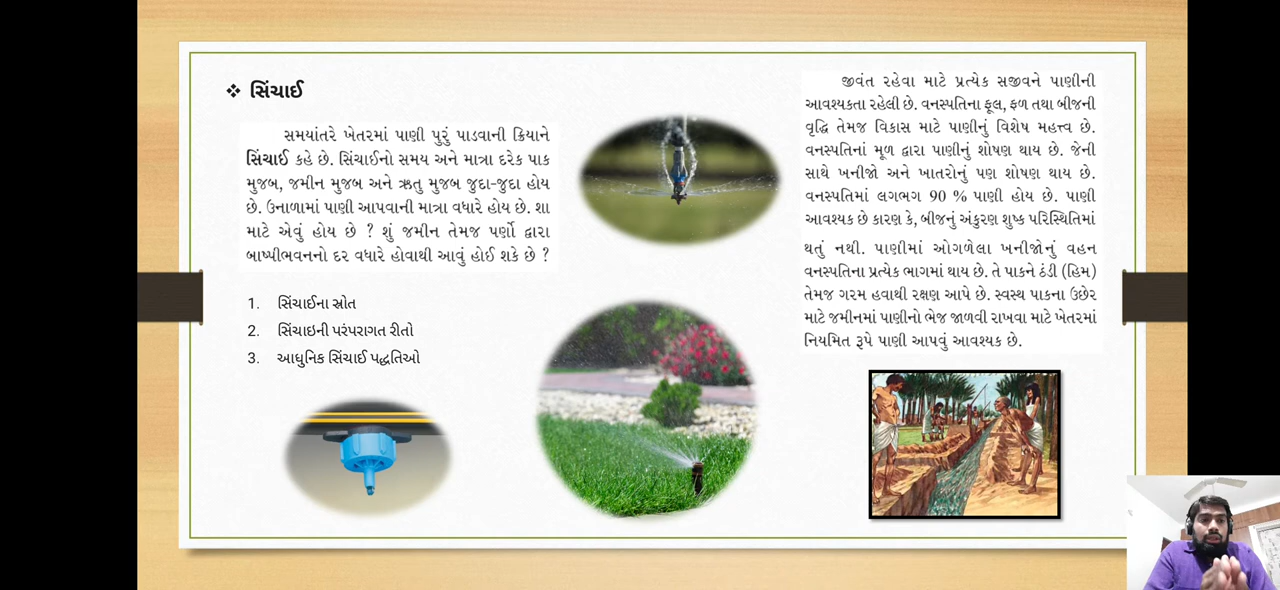 ❖ સિંચાઈ
સમયાંતરે ખેતરમાં પાણી પુરું પાડવાની ક્રિયાને
સિંચાઈ કહે છે. સિંચાઈનો સમય અને માત્રા દરેક પાક
મુજબ, જમીન મુજબ અને ઋતુ મુજબ જુદા-જુદા હોય
છે. ઉનાળામાં પાણી આપવાની માત્રા વધારે હોય છે. શા
માટે એવું હોય છે ? શું જમીન તેમજ પર્ણો દ્વારા
બાષ્પીભવનનો દર વધારે હોવાથી આવું હોઈ શકે છે ?
1. સિંચાઈના સ્રોત
2. સિંચાઇની પરંપરાગત રીતો
3. આધુનિક સિંચાઈ પદ્ધતિઓ
જીવંત રહેવા માટે પ્રત્યેક સજીવને પાણીની
આવશ્યકતા રહેલી છે. વનસ્પતિના ફૂલ, ફળ તથા બીજની
વૃદ્ધિ તેમજ વિકાસ માટે પાણીનું વિશેષ મહત્ત્વ છે.
વનસ્પતિનાં મૂળ દ્વારા પાણીનું શોષણ થાય છે. જેની
સાથે ખનીજો અને ખાતરોનું પણ શોષણ થાય છે.
વનસ્પતિમાં લગભગ 90 % પાણી હોય છે. પાણી
આવશ્યક છે કારણ કે, બીજનું અંકુરણ શુષ્ક પરિસ્થિતિમાં
થતું નથી. પાણીમાં ઓગળેલા ખનીજોનું વહન
વનસ્પતિના પ્રત્યેક ભાગમાં થાય છે. તે પાકને ઠંડી (હિમ)
તેમજ ગરમ હવાથી રક્ષણ આપે છે. સ્વસ્થ પાકના ઉછેર
માટે જમીનમાં પાણીનો ભેજ જાળવી રાખવા માટે ખેતરમાં
નિયમિત રૂપે પાણી આપવું આવશ્યક છે.